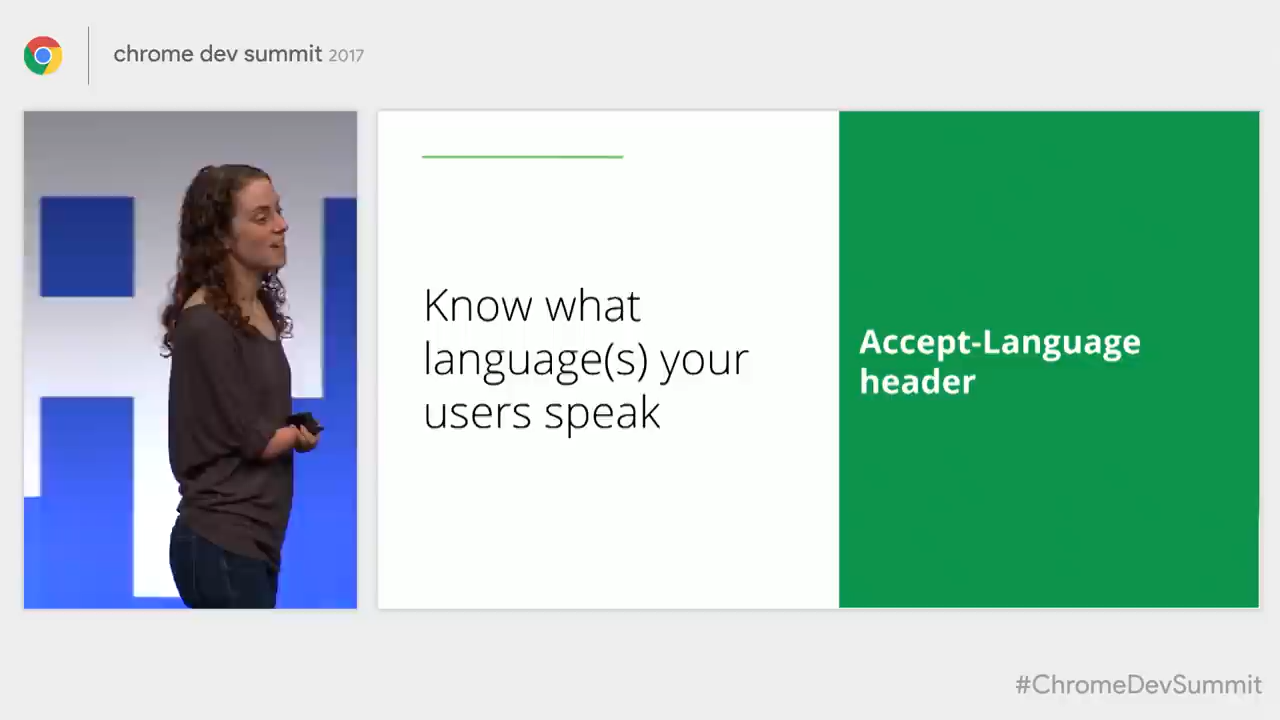 chrome dev summit 2017
Know what
language(s) your
users speak
Accept-Language
header
#ChromeDevSummit